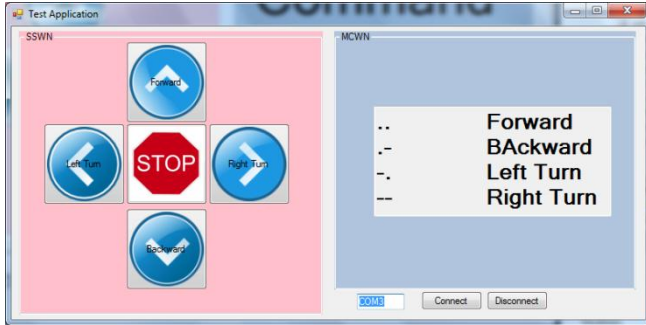 Command
Test Application
SSWN
MCWN
Forward
Left Turn
STOP
Right Turn
Backward
.. Forward
.- BAckward
-. Left Turn
-- Right Turn
COM3
Connect
Disconnect